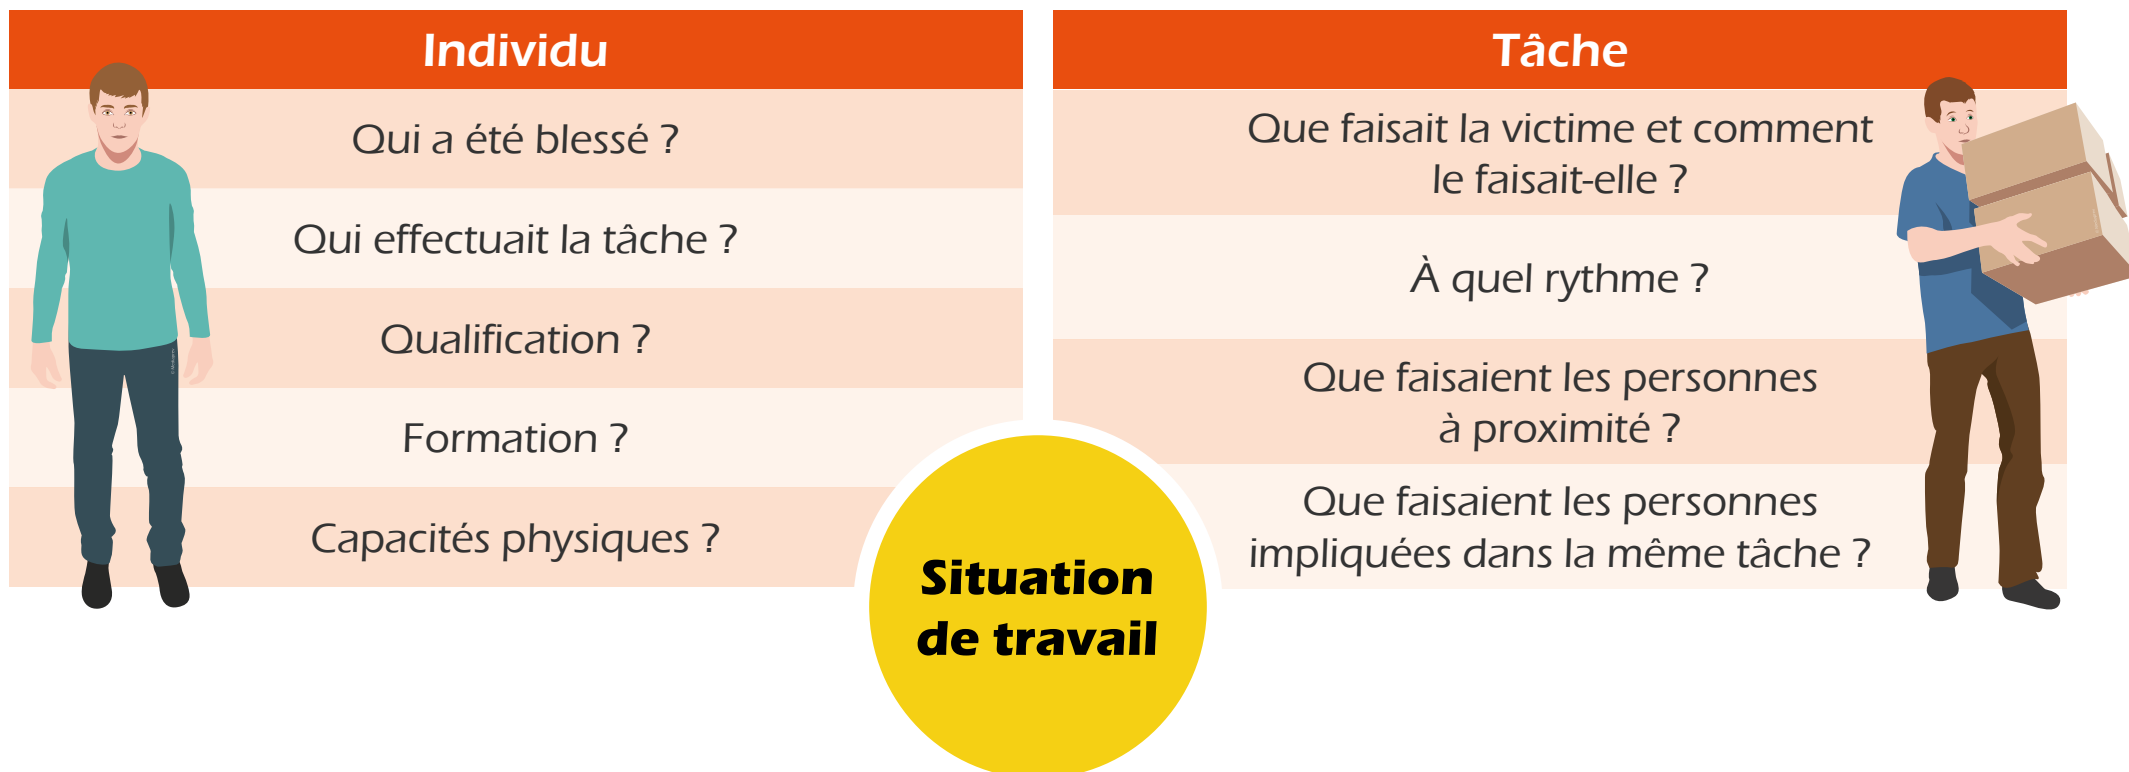 Individu
Qui a été blessé ?
Qui effectuait la tâche ?
Qualification ?
Formation ?
Capacités physiques ?
Tâche
Que faisait la victime et comment
le faisait-elle ?
À quel rythme ?
Que faisaient les personnes
à proximité ?
Que faisaient les personnes
impliquées dans la même tâche ?
Situation
de travail